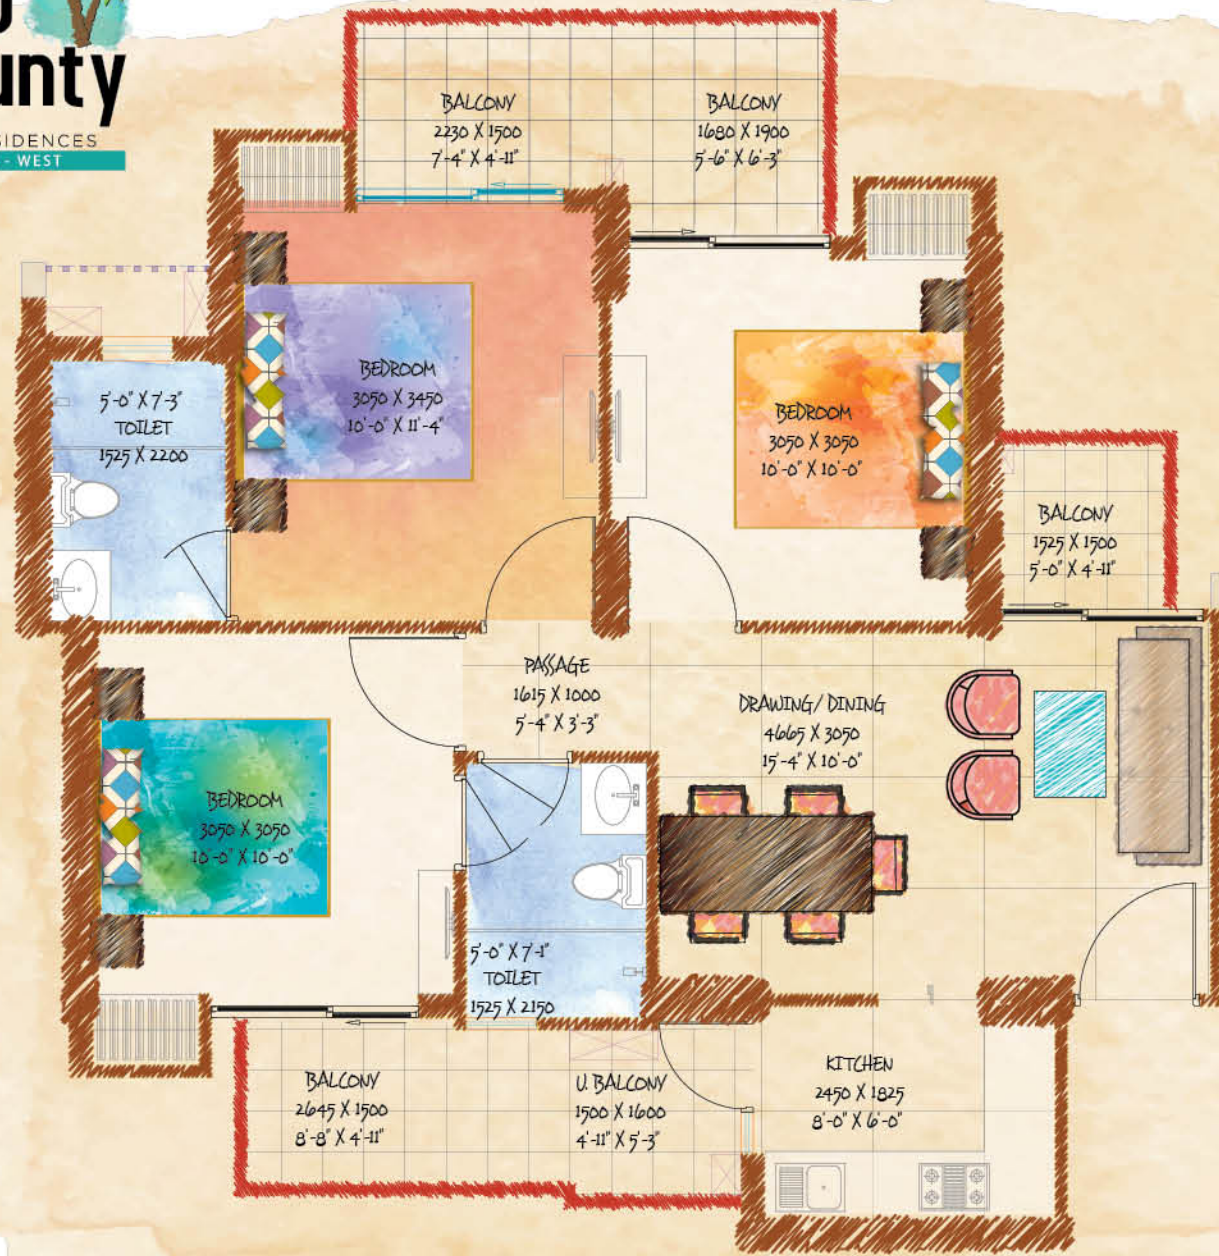 unty
- WEST
BALCONY
2230 X 1500
7'-4" X 4'-11"
BALCONY
1680 X 1900
5'-6" X 6'-3"
5'-0" X 7'-3"
TOILET
1525 X 2200
BEDROOM
3050 X 3450
10'-0" X 11'-4"
BEDROOM
3050 X 3050
10'-0" X 10'-0"
BALCONY
1525 X 1500
5'-0" X 4'-11"
PASSAGE
1615 X 1000
5'-4" X 3'-3"
DRAWING/ DINING
4665 X 3050
15'-4" X 10'-0"
BEDROOM
3050 X 3050
10'-0" X 10'-0"
5'-0" X 7'-1"
TOILET
1525 X 2150
BALCONY
2645 X 1500
8'-8" X 4'-11"
U. BALCONY
1500 X 1600
4'-11" X 5'-3"
KITCHEN
2450 X 1825
8'-0" X 6'-0"